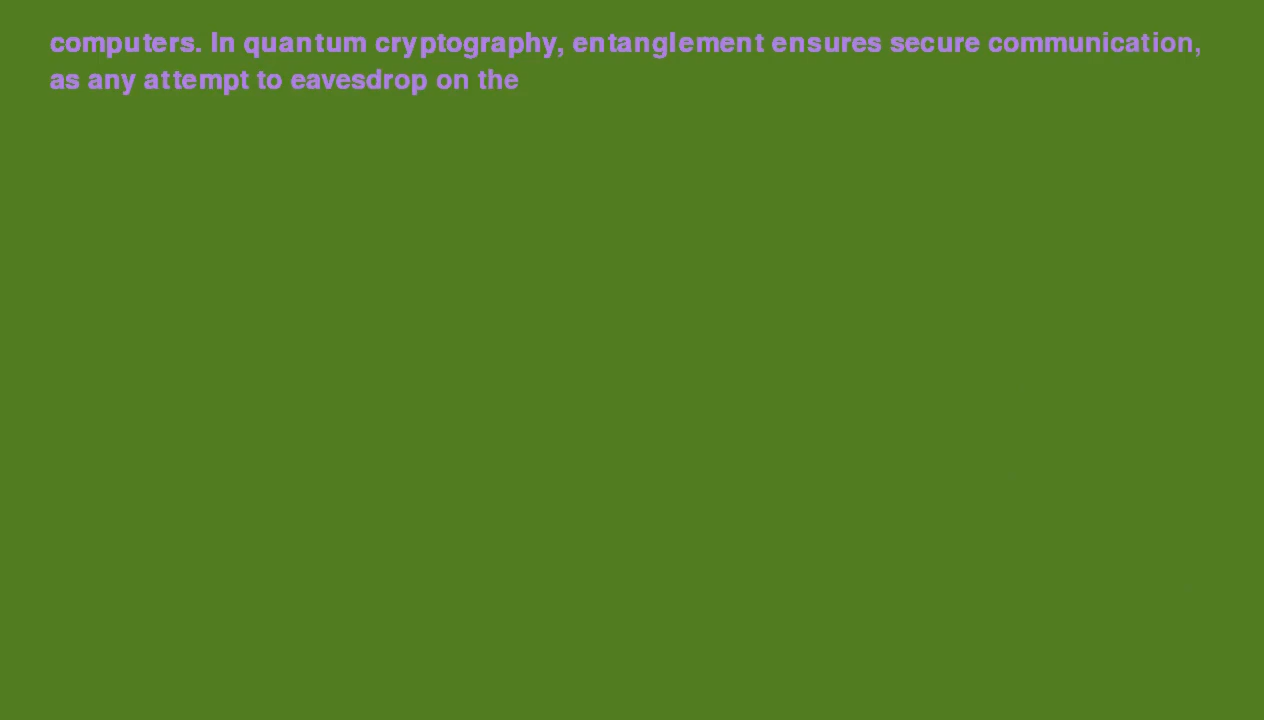 computers. In quantum cryptography, entanglement ensures secure communication,
as any attempt to eavesdrop on the